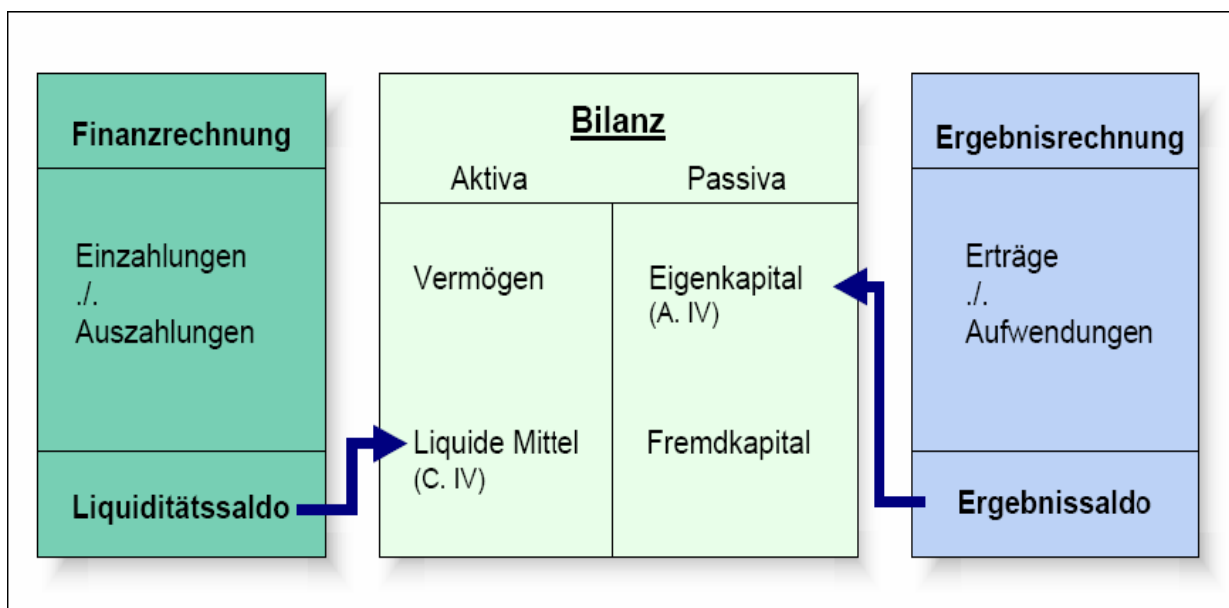 Finanzrechnung
Einzahlungen
./.
Auszahlungen
Liquiditätssaldo
Bilanz
Aktiva
Passiva
Vermögen
Eigenkapital
(A. IV)
Liquide Mittel
(C. IV)
Fremdkapital
Ergebnisrechnung
Erträge
./.
Aufwendungen
Ergebnissaldo